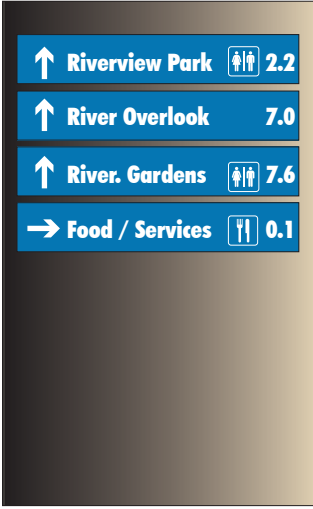 Riverview Park 2.2
River Overlook 7.0
River. Gardens 7.6
Food / Services 0.1